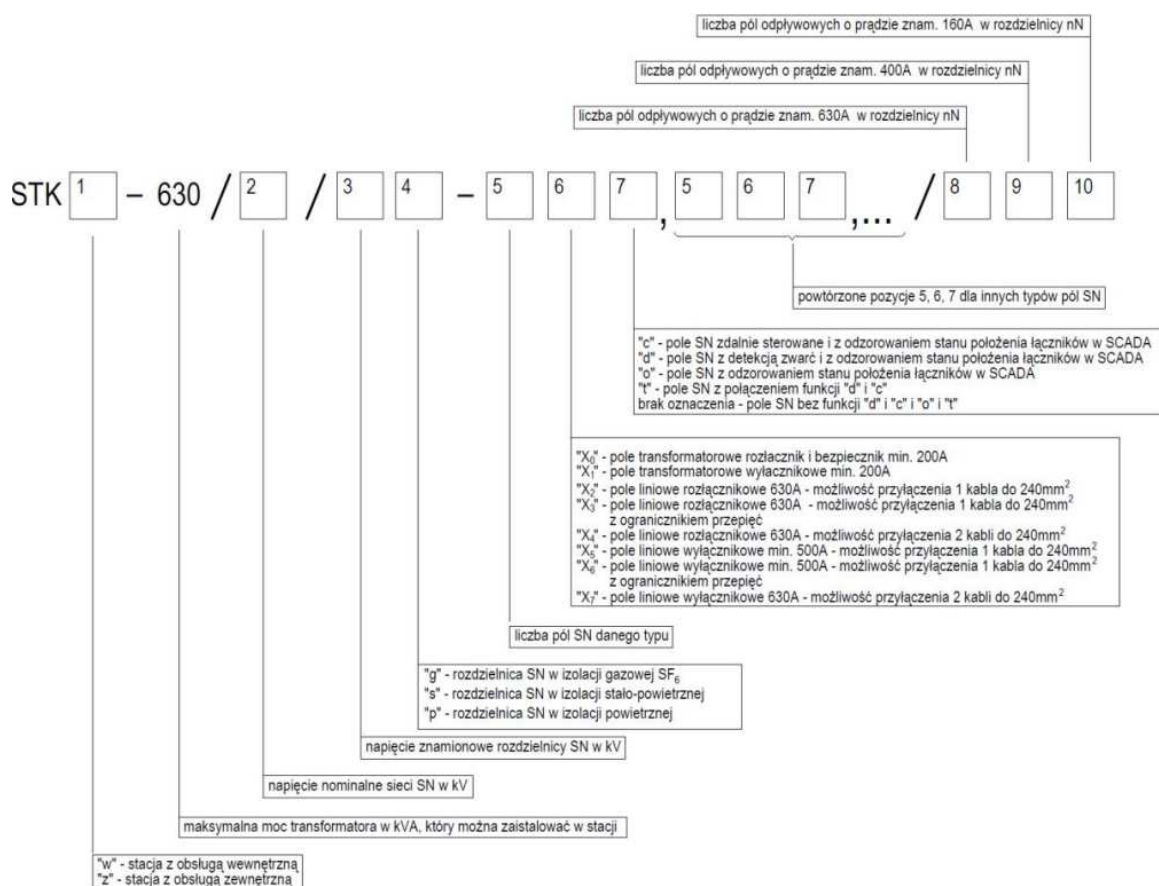 liczba pól odpływowych o prądzie znam. 160A w rozdzielnicy nN
liczba pól odpływowych o prądzie znam. 400A w rozdzielnicy nN
liczba pól odpływowych o prądzie znam. 630A w rozdzielnicy nN
STK 1 – 630 / 2 / 3 4 – 5 6 7 , 5 6 7 ,... / 8 9 10
powtórzone pozycje 5, 6, 7 dla innych typów pól SN
"c" - pole SN zdalnie sterowane i z odzorowaniem stanu położenia łączników w SCADA
"d" - pole SN z detekcją zwarć i z odzorowaniem stanu położenia łączników w SCADA
"o" - pole SN z odzorowaniem stanu położenia łączników w SCADA
"t" - pole SN z połączeniem funkcji "d" i "c"
brak oznaczenia - pole SN bez funkcji "d" i "c" i "o" i "t"
"X₀" - pole transformatorowe rozłacznik i bezpiecznik min. 200A
"X₁" - pole transformatorowe wyłacznikowe min. 200A
"X₂" - pole liniowe rozłącznikowe 630A - możliwość przyłączenia 1 kabla do 240mm²
"X₃" - pole liniowe rozłącznikowe 630A - możliwość przyłączenia 1 kabla do 240mm²
z ogranicznikiem przepięć
"X₄" - pole liniowe rozłącznikowe 630A - możliwość przyłączenia 2 kabli do 240mm²
"X₅" - pole liniowe wyłącznikowe min. 500A - możliwość przyłączenia 1 kabla do 240mm²
"X₆" - pole liniowe wyłącznikowe min. 500A - możliwość przyłączenia 1 kabla do 240mm²
z ogranicznikiem przepięć
"X₇" - pole liniowe wyłącznikowe 630A - możliwość przyłączenia 2 kabli do 240mm²
liczba pól SN danego typu
"g" - rozdzielnica SN w izolacji gazowej SF₆
"s" - rozdzielnica SN w izolacji stało-powietrznej
"p" - rozdzielnica SN w izolacji powietrznej
napięcie znamionowe rozdzielnicy SN w kV
napięcie nominalne sieci SN w kV
maksymalna moc transformatora w kVA, który można zaistalować w stacji
"w" - stacja z obsługą wewnętrzną
"z" - stacja z obsługą zewnętrzną